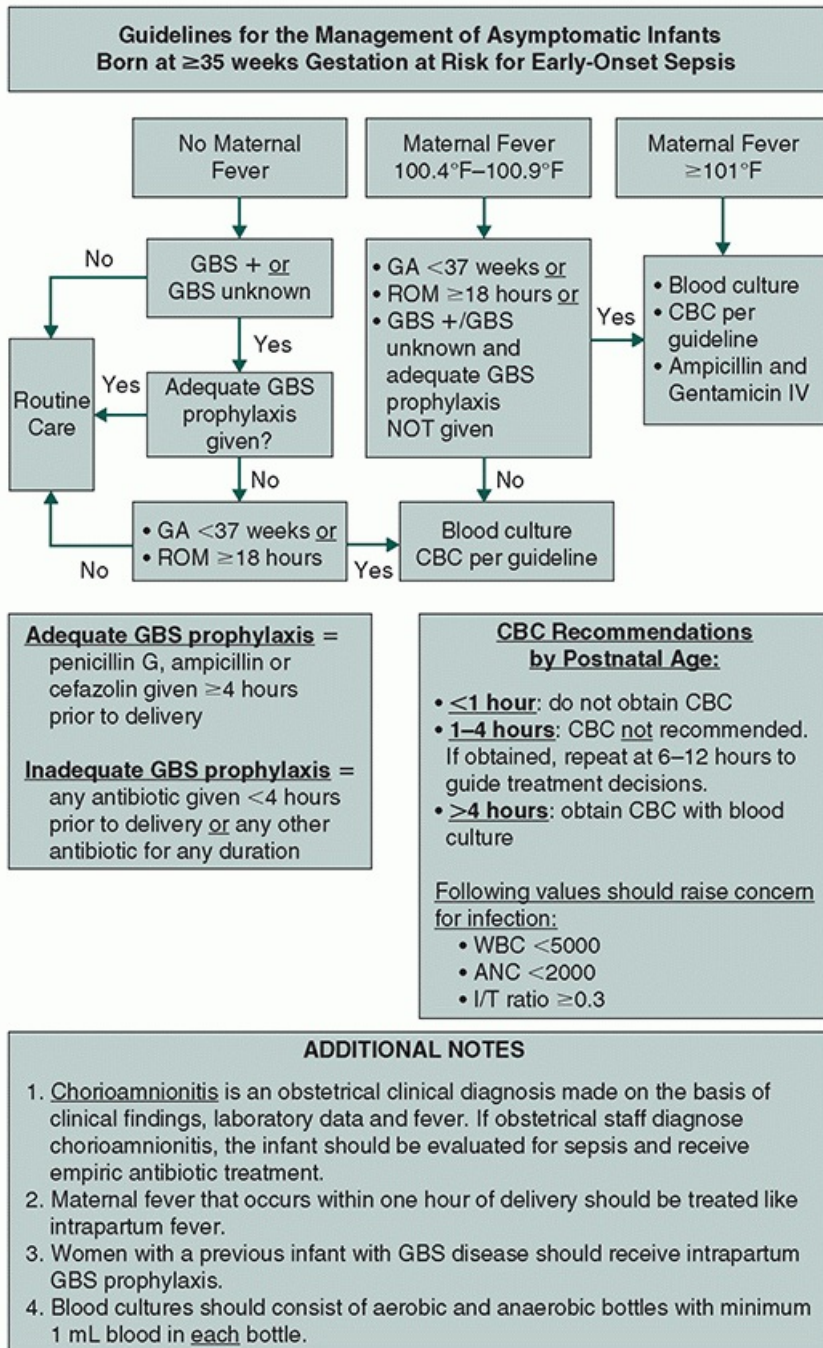 Guidelines for the Management of Asymptomatic Infants
Born at ≥35 weeks Gestation at Risk for Early-Onset Sepsis
No Maternal
Fever
Maternal Fever
100.4°F–100.9°F
Maternal Fever
≥101°F
No
GBS + or
GBS unknown
Yes
Routine
Care
Yes
Adequate GBS
prophylaxis
given?
No
• GA <37 weeks or
• ROM ≥18 hours
No
Yes
• GA <37 weeks or
• ROM ≥18 hours or
• GBS +/GBS
unknown and
adequate GBS
prophylaxis
NOT given
Yes
No
Blood culture
CBC per guideline
• Blood culture
• CBC per
guideline
• Ampicillin and
Gentamicin IV
Adequate GBS prophylaxis =
penicillin G, ampicillin or
cefazolin given ≥4 hours
prior to delivery
Inadequate GBS prophylaxis =
any antibiotic given <4 hours
prior to delivery or any other
antibiotic for any duration
CBC Recommendations
by Postnatal Age:
• <1 hour: do not obtain CBC
• 1–4 hours: CBC not recommended.
If obtained, repeat at 6–12 hours to
guide treatment decisions.
• >4 hours: obtain CBC with blood
culture
Following values should raise concern
for infection:
• WBC <5000
• ANC <2000
• I/T ratio ≥0.3
ADDITIONAL NOTES
1. Chorioamnionitis is an obstetrical clinical diagnosis made on the basis of
clinical findings, laboratory data and fever. If obstetrical staff diagnose
chorioamnionitis, the infant should be evaluated for sepsis and receive
empiric antibiotic treatment.
2. Maternal fever that occurs within one hour of delivery should be treated like
intrapartum fever.
3. Women with a previous infant with GBS disease should receive intrapartum
GBS prophylaxis.
4. Blood cultures should consist of aerobic and anaerobic bottles with minimum
1 mL blood in each bottle.